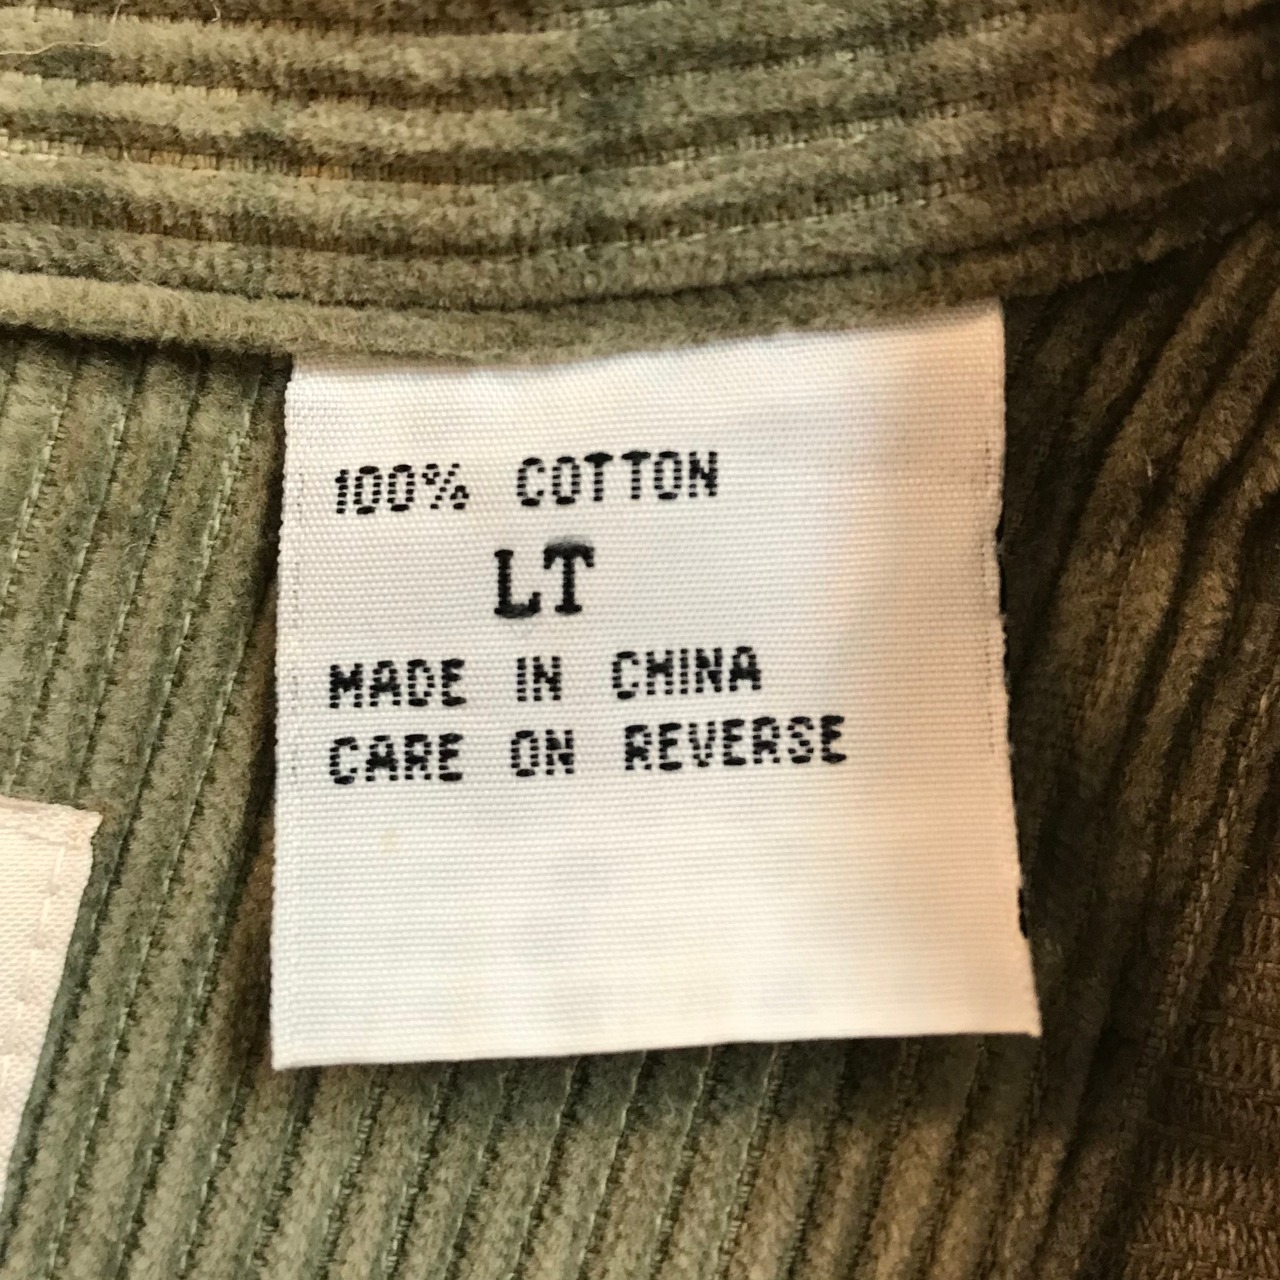 100% COTTON
LT
MADE IN CHINA
CARE ON REVERSE